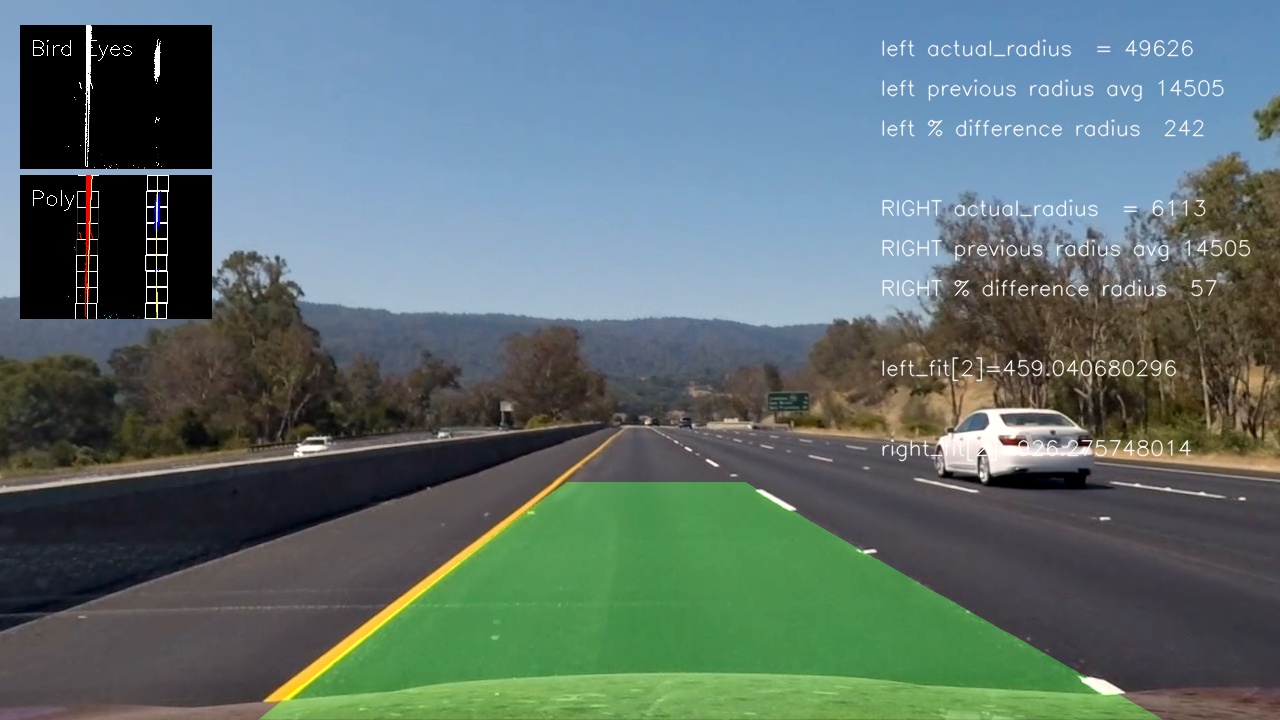 Bird Eyes
Poly
left actual_radius = 49626
left previous radius avg 14505
left % difference radius 242
RIGHT actual_radius = 6113
RIGHT previous radius avg 14505
RIGHT % difference radius 57
left_fit[2]=459.040680296
right_fit[2]=926.275748014